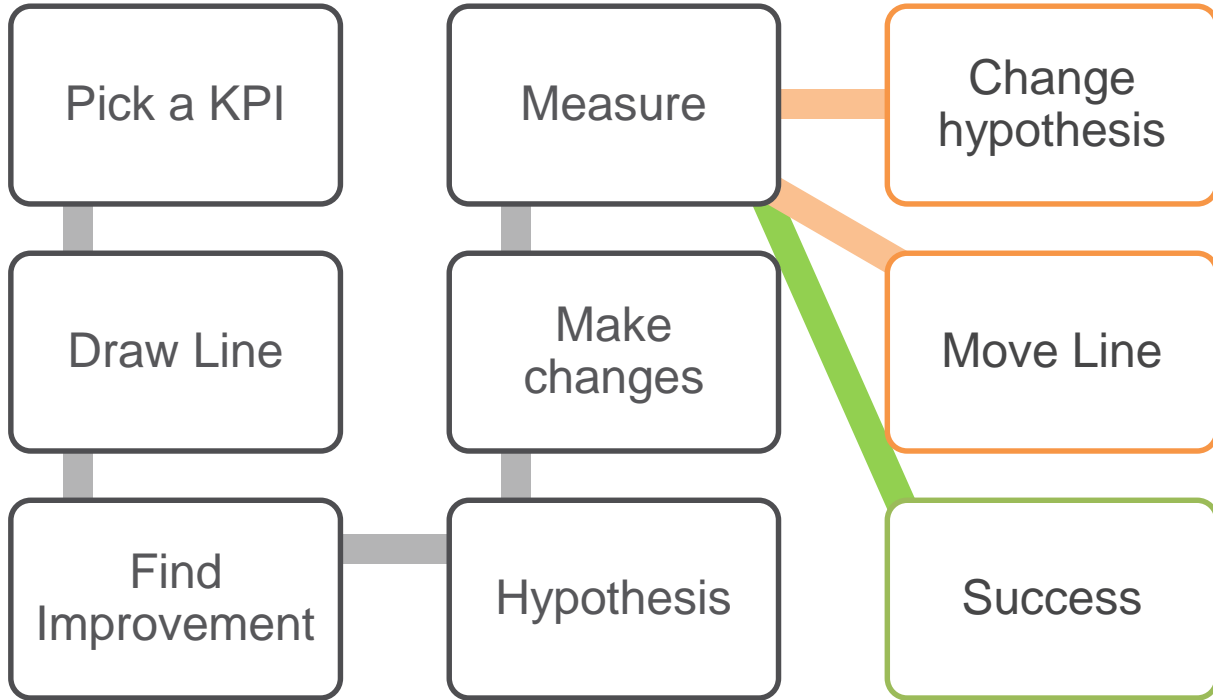 Pick a KPI
Draw Line
Find
Improvement
Hypothesis
Make
changes
Measure
Change
hypothesis
Move Line
Success